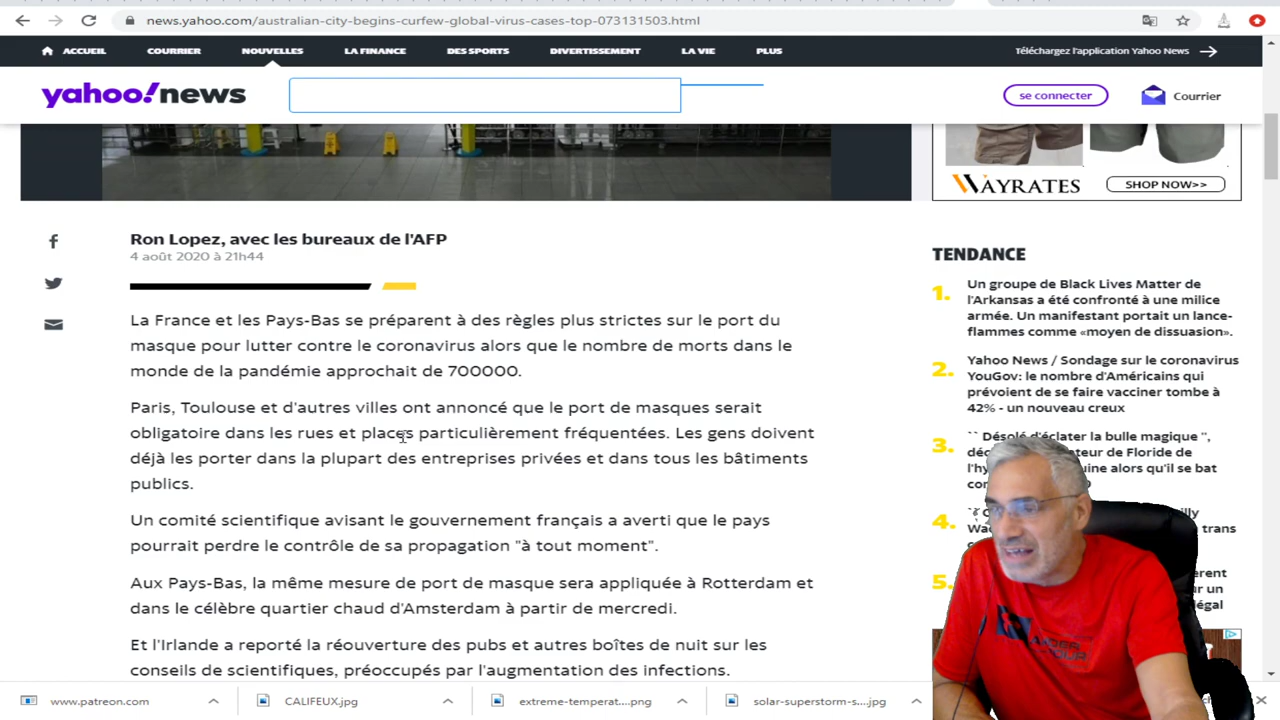 news.yahoo.com/australian-city-begins-curfew-global-virus-cases-top-073131503.html
ACCUEIL COURRIER NOUVELLES LA FINANCE DES SPORTS DIVERTISSEMENT LA VIE PLUS Téléchargez l'application Yahoo News
yahoo!news se connecter Courrier
WAYRATES SHOP NOW>>
Ron Lopez, avec les bureaux de l'AFP
4 août 2020 à 21h44
La France et les Pays-Bas se préparent à des règles plus strictes sur le port du
masque pour lutter contre le coronavirus alors que le nombre de morts dans le
monde de la pandémie approchait de 700000.
Paris, Toulouse et d'autres villes ont annoncé que le port de masques serait
obligatoire dans les rues et places particulièrement fréquentées. Les gens doivent
déjà les porter dans la plupart des entreprises privées et dans tous les bâtiments
publics.
Un comité scientifique avisant le gouvernement français a averti que le pays
pourrait perdre le contrôle de sa propagation "à tout moment".
Aux Pays-Bas, la même mesure de port de masque sera appliquée à Rotterdam et
dans le célèbre quartier chaud d'Amsterdam à partir de mercredi.
Et l'Irlande a reporté la réouverture des pubs et autres boîtes de nuit sur les
conseils de scientifiques, préoccupés par l'augmentation des infections.
TENDANCE
1. Un groupe de Black Lives Matter de
l'Arkansas a été confronté à une milice
armée. Un manifestant portait un lance-
flammes comme «moyen de dissuasion».
2. Yahoo News / Sondage sur le coronavirus
YouGov: le nombre d'Américains qui
prévoient de se faire vacciner tombe à
42% - un nouveau creux
3. `` Désolé d'éclater la bulle magique '',
de Floride de
alors qu'il se bat
4.
trans
5.
www.patreon.com CALIFEUX.jpg extreme-temperat....png solar-superstorm-s....jpg